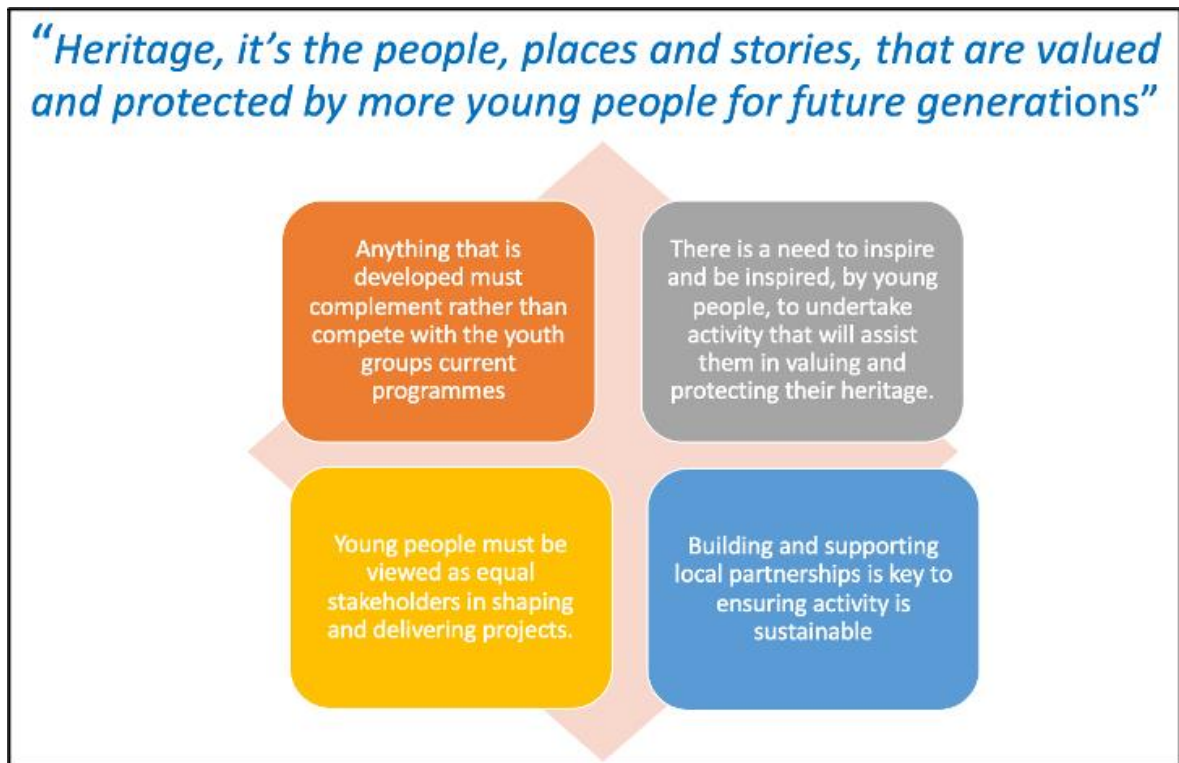 “Heritage, it’s the people, places and stories, that are valued
and protected by more young people for future generations”
Anything that is
developed must
complement rather than
compete with the youth
groups current
programmes
There is a need to inspire
and be inspired, by young
people, to undertake
activity that will assist
them in valuing and
protecting their heritage.
Young people must be
viewed as equal
stakeholders in shaping
and delivering projects.
Building and supporting
local partnerships is key to
ensuring activity is
sustainable